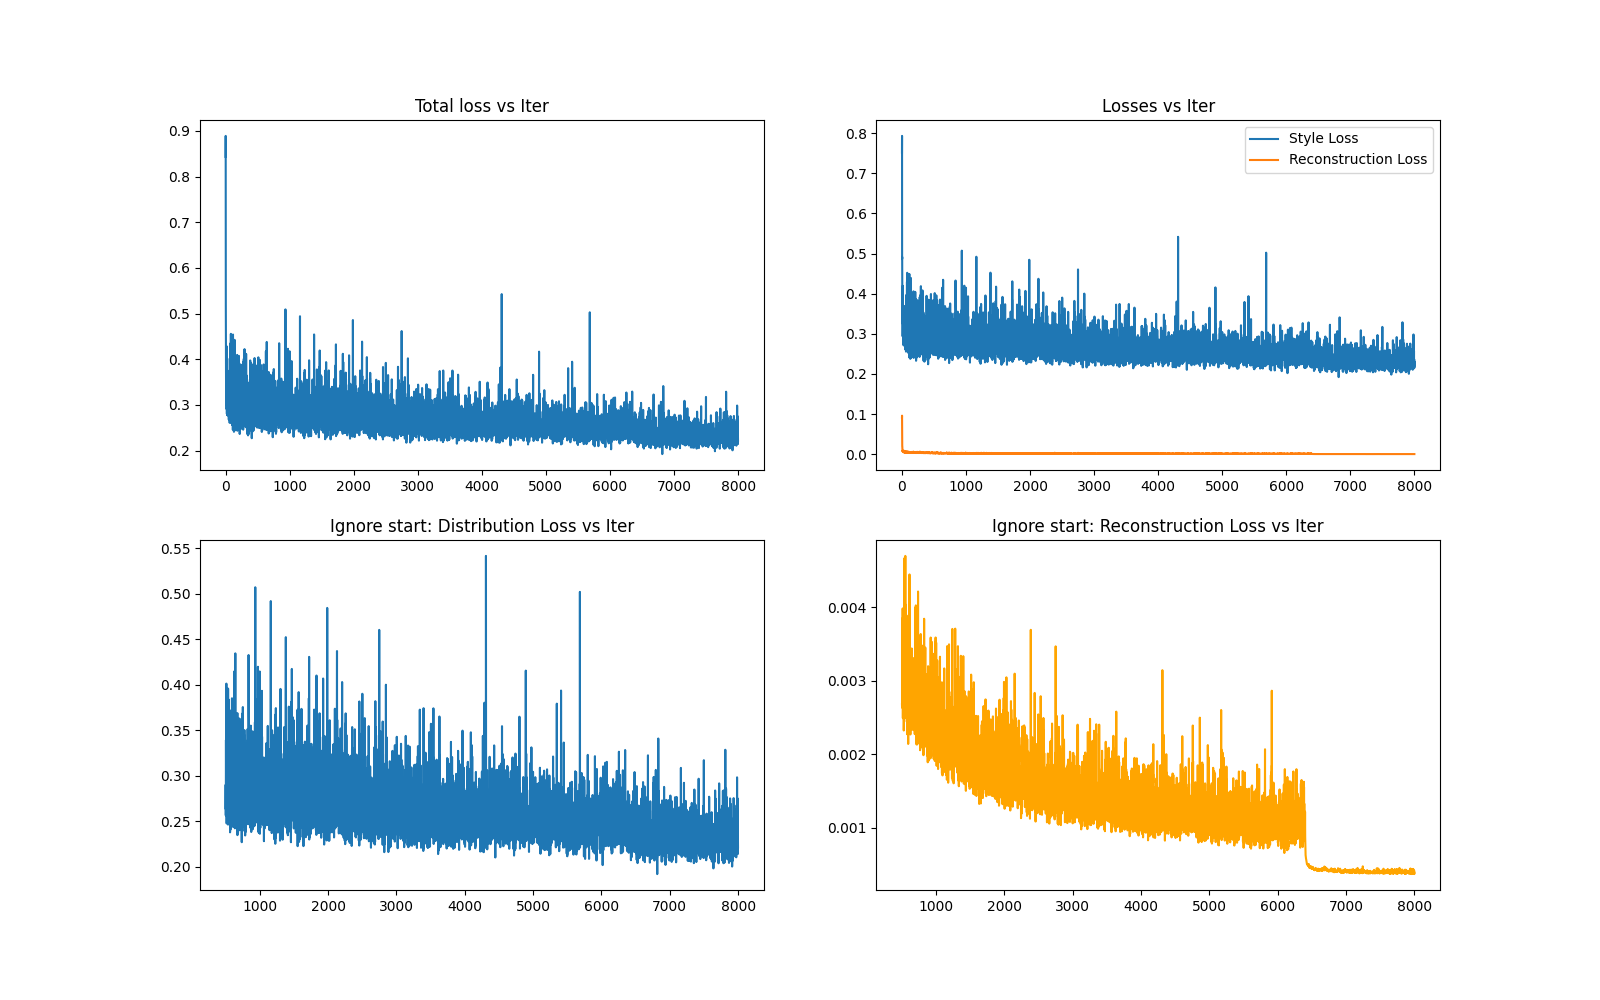 Total loss vs Iter
0.9
0.8
0.7
0.6
0.5
0.4
0.3
0.2
0 1000 2000 3000 4000 5000 6000 7000 8000
Losses vs Iter
Style Loss
Reconstruction Loss
0.8
0.7
0.6
0.5
0.4
0.3
0.2
0.1
0.0
0 1000 2000 3000 4000 5000 6000 7000 8000
Ignore start: Distribution Loss vs Iter
0.55
0.50
0.45
0.40
0.35
0.30
0.25
0.20
1000 2000 3000 4000 5000 6000 7000 8000
Ignore start: Reconstruction Loss vs Iter
0.004
0.003
0.002
0.001
1000 2000 3000 4000 5000 6000 7000 8000